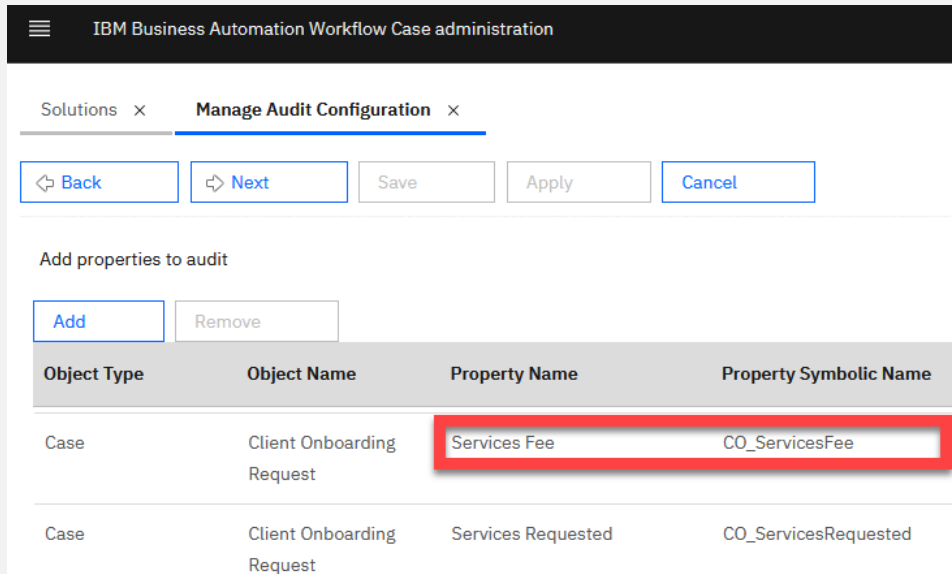 IBM Business Automation Workflow Case administration
Solutions × Manage Audit Configuration ×
Back Next Save Apply Cancel
Add properties to audit
Add Remove
Object Type Object Name Property Name Property Symbolic Name
Case Client Onboarding Services Fee CO_ServicesFee
Request
Case Client Onboarding Services Requested CO_ServicesRequested
Request